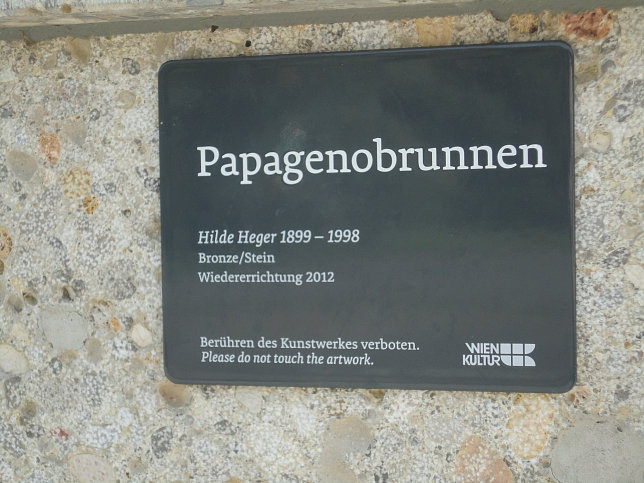 Papagenobrunnen
Hilde Heger 1899 – 1998
Bronze/Stein
Wiedererrichtung 2012
Berühren des Kunstwerkes verboten.
Please do not touch the artwork.
WIEN
KULTUR